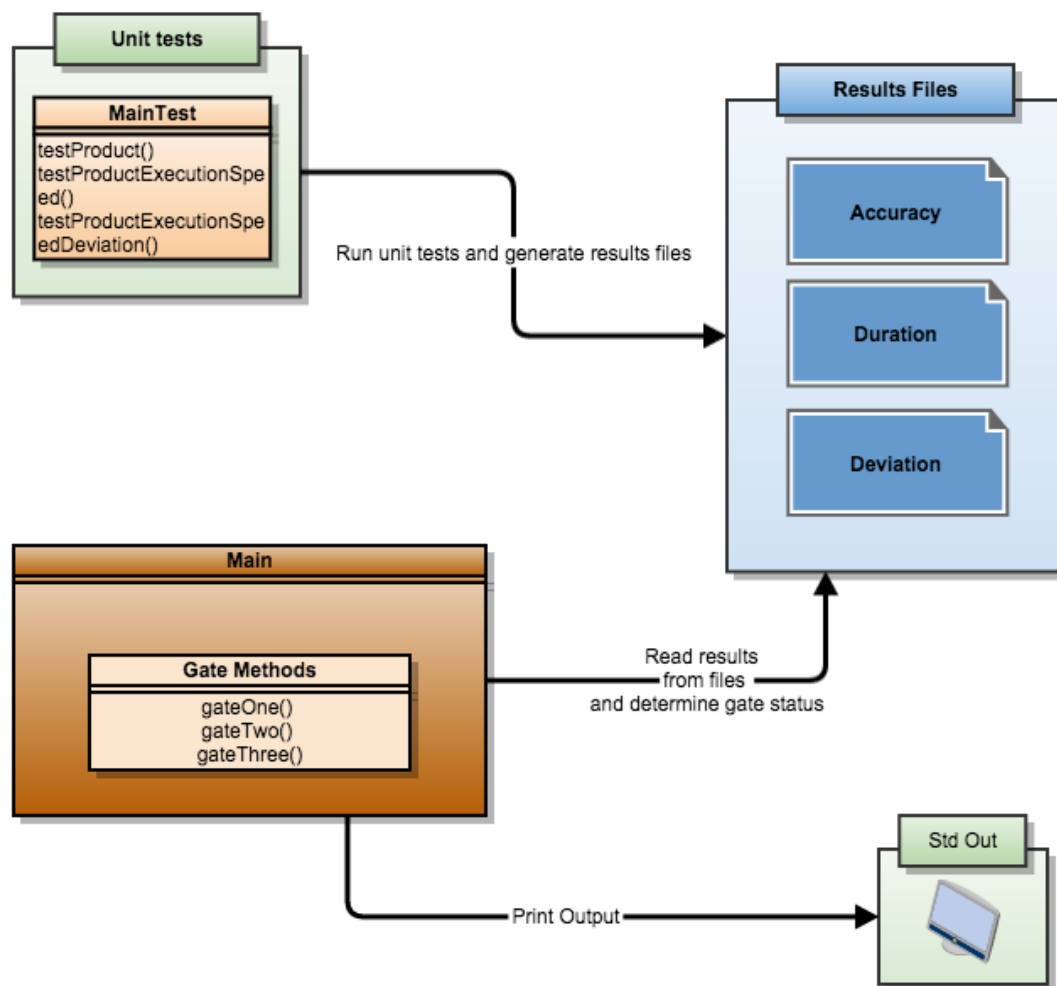 Unit tests
MainTest
testProduct()
testProductExecutionSpe
ed()
testProductExecutionSpe
edDeviation()
Run unit tests and generate results files
Results Files
Accuracy
Duration
Deviation
Main
Gate Methods
gateOne()
gateTwo()
gateThree()
Read results
from files
and determine gate status
Print Output
Std Out